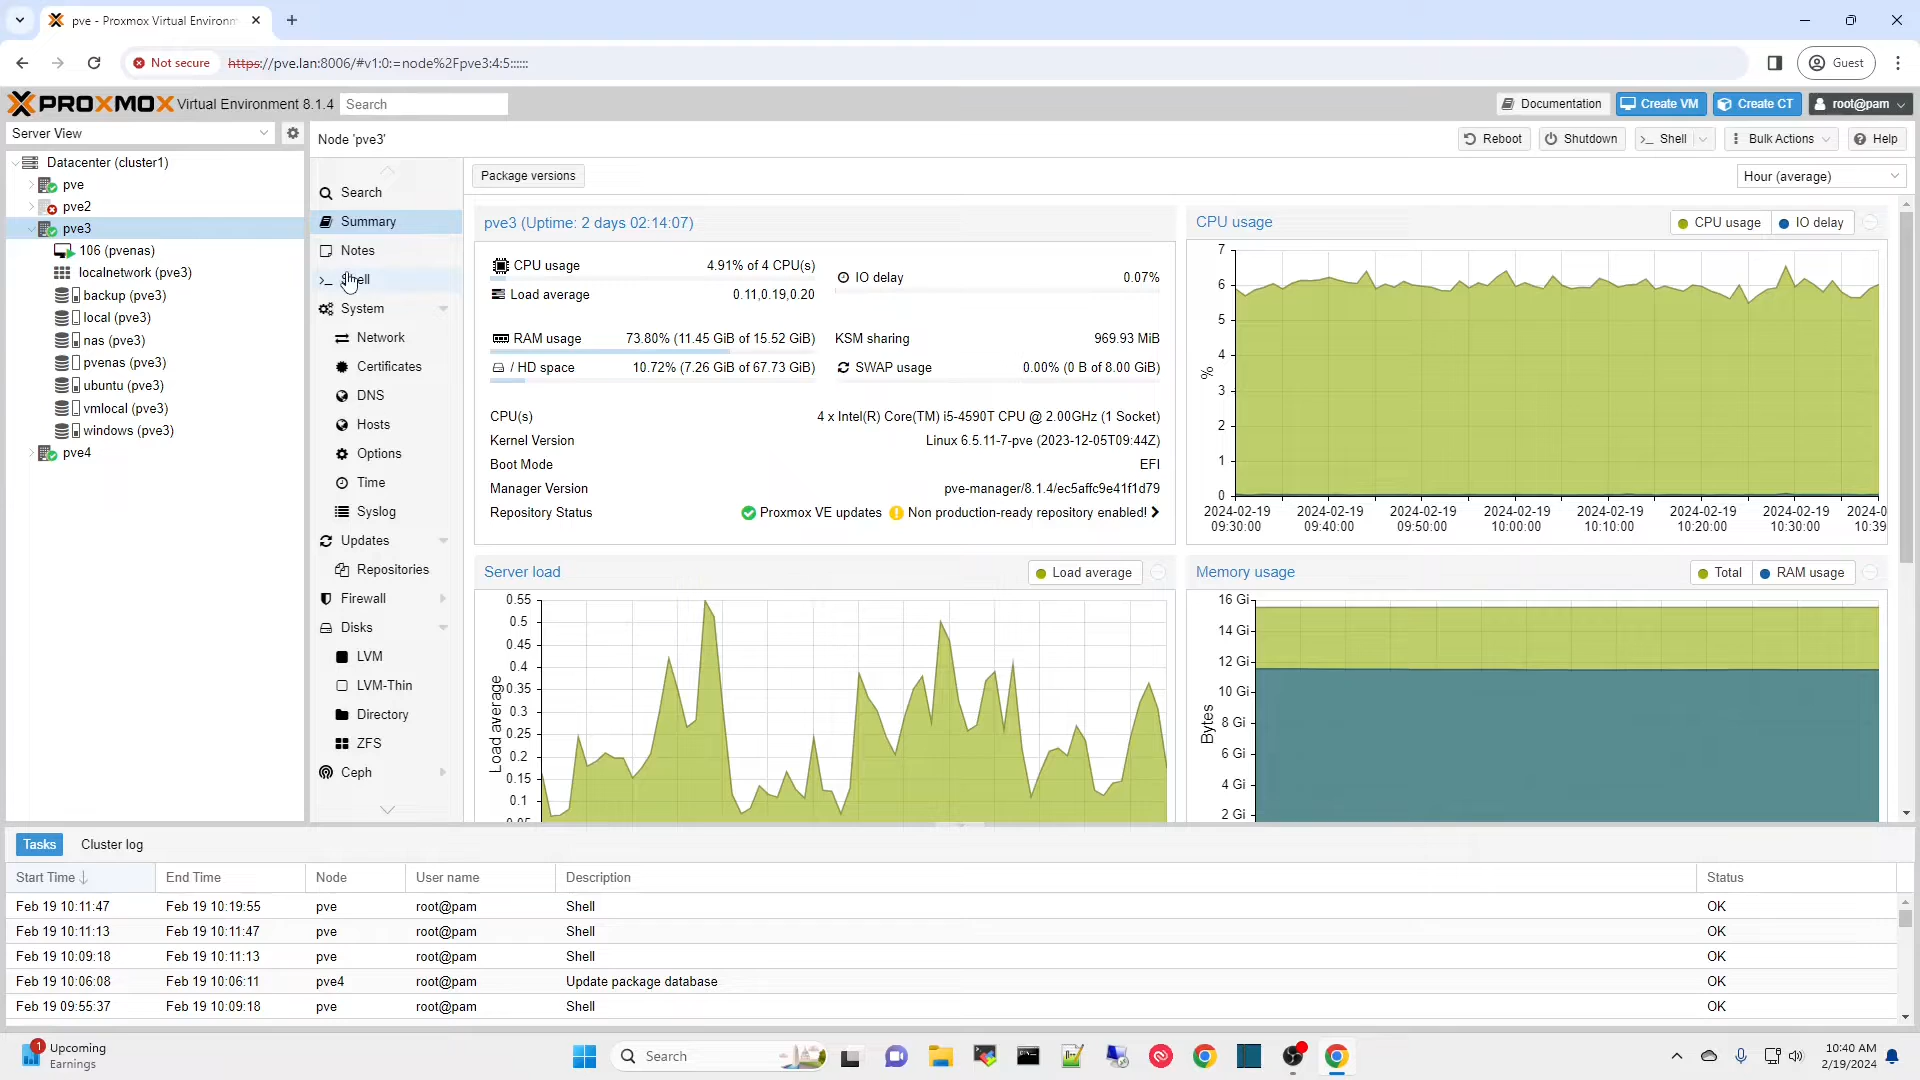 pve - Proxmox Virtual Environm
Not secure
https://pve.lan:8006/#v1:0:=node%2Fpve3:4:5::::::
Guest
PROXMOX Virtual Environment 8.1.4
Search
Documentation
Create VM
Create CT
root@pam
Server View
Node 'pve3'
Reboot
Shutdown
Shell
Bulk Actions
Help
Datacenter (cluster1)
pve
pve2
pve3
106 (pvenas)
localnetwork (pve3)
backup (pve3)
local (pve3)
nas (pve3)
pvenas (pve3)
ubuntu (pve3)
vmlocal (pve3)
windows (pve3)
pve4
Search
Summary
Notes
Shell
System
Network
Certificates
DNS
Hosts
Options
Time
Syslog
Updates
Repositories
Firewall
Disks
LVM
LVM-Thin
Directory
ZFS
Ceph
Package versions
Hour (average)
pve3 (Uptime: 2 days 02:14:07)
CPU usage 4.91% of 4 CPU(s)
IO delay 0.07%
Load average 0.11,0.19,0.20
RAM usage 73.80% (11.45 GiB of 15.52 GiB)
KSM sharing 969.93 MiB
/ HD space 10.72% (7.26 GiB of 67.73 GiB)
SWAP usage 0.00% (0 B of 8.00 GiB)
CPU(s) 4 x Intel(R) Core(TM) i5-4590T CPU @ 2.00GHz (1 Socket)
Kernel Version Linux 6.5.11-7-pve (2023-12-05T09:44Z)
Boot Mode EFI
Manager Version pve-manager/8.1.4/ec5affc9e41f1d79
Repository Status Proxmox VE updates Non production-ready repository enabled!
CPU usage
CPU usage
IO delay
7
6
5
4
3
2
1
0
%
2024-02-19 09:30:00
2024-02-19 09:40:00
2024-02-19 09:50:00
2024-02-19 10:00:00
2024-02-19 10:10:00
2024-02-19 10:20:00
2024-02-19 10:30:00
2024-0 10:39
Server load
Load average
0.55
0.5
0.45
0.4
0.35
0.3
0.25
0.2
0.15
0.1
0.05
Load average
Memory usage
Total
RAM usage
16 Gi
14 Gi
12 Gi
10 Gi
8 Gi
6 Gi
4 Gi
2 Gi
Bytes
Tasks
Cluster log
Start Time End Time Node User name Description Status
Feb 19 10:11:47 Feb 19 10:19:55 pve root@pam Shell OK
Feb 19 10:11:13 Feb 19 10:11:47 pve root@pam Shell OK
Feb 19 10:09:18 Feb 19 10:11:13 pve root@pam Shell OK
Feb 19 10:06:08 Feb 19 10:06:11 pve4 root@pam Update package database OK
Feb 19 09:55:37 Feb 19 10:09:18 pve root@pam Shell OK
1
Upcoming
Earnings
Search
10:40 AM
2/19/2024